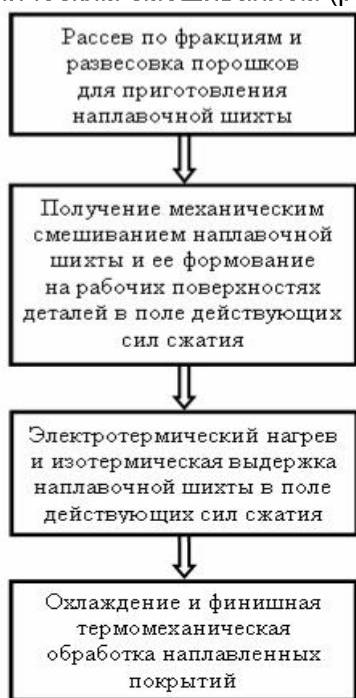 Рассев по фракциям и
развесовка порошков
для приготовления
наплавочной шихты
Получение механическим
смешиванием наплавочной
шихты и ее формование
на рабочих поверхностях
деталей в поле действующих
сил сжатия
Электротермический нагрев
и изотермическая выдержка
наплавочной шихты в поле
действующих сил сжатия
Охлаждение и финишная
термомеханическая
обработка наплавленных
покрытий